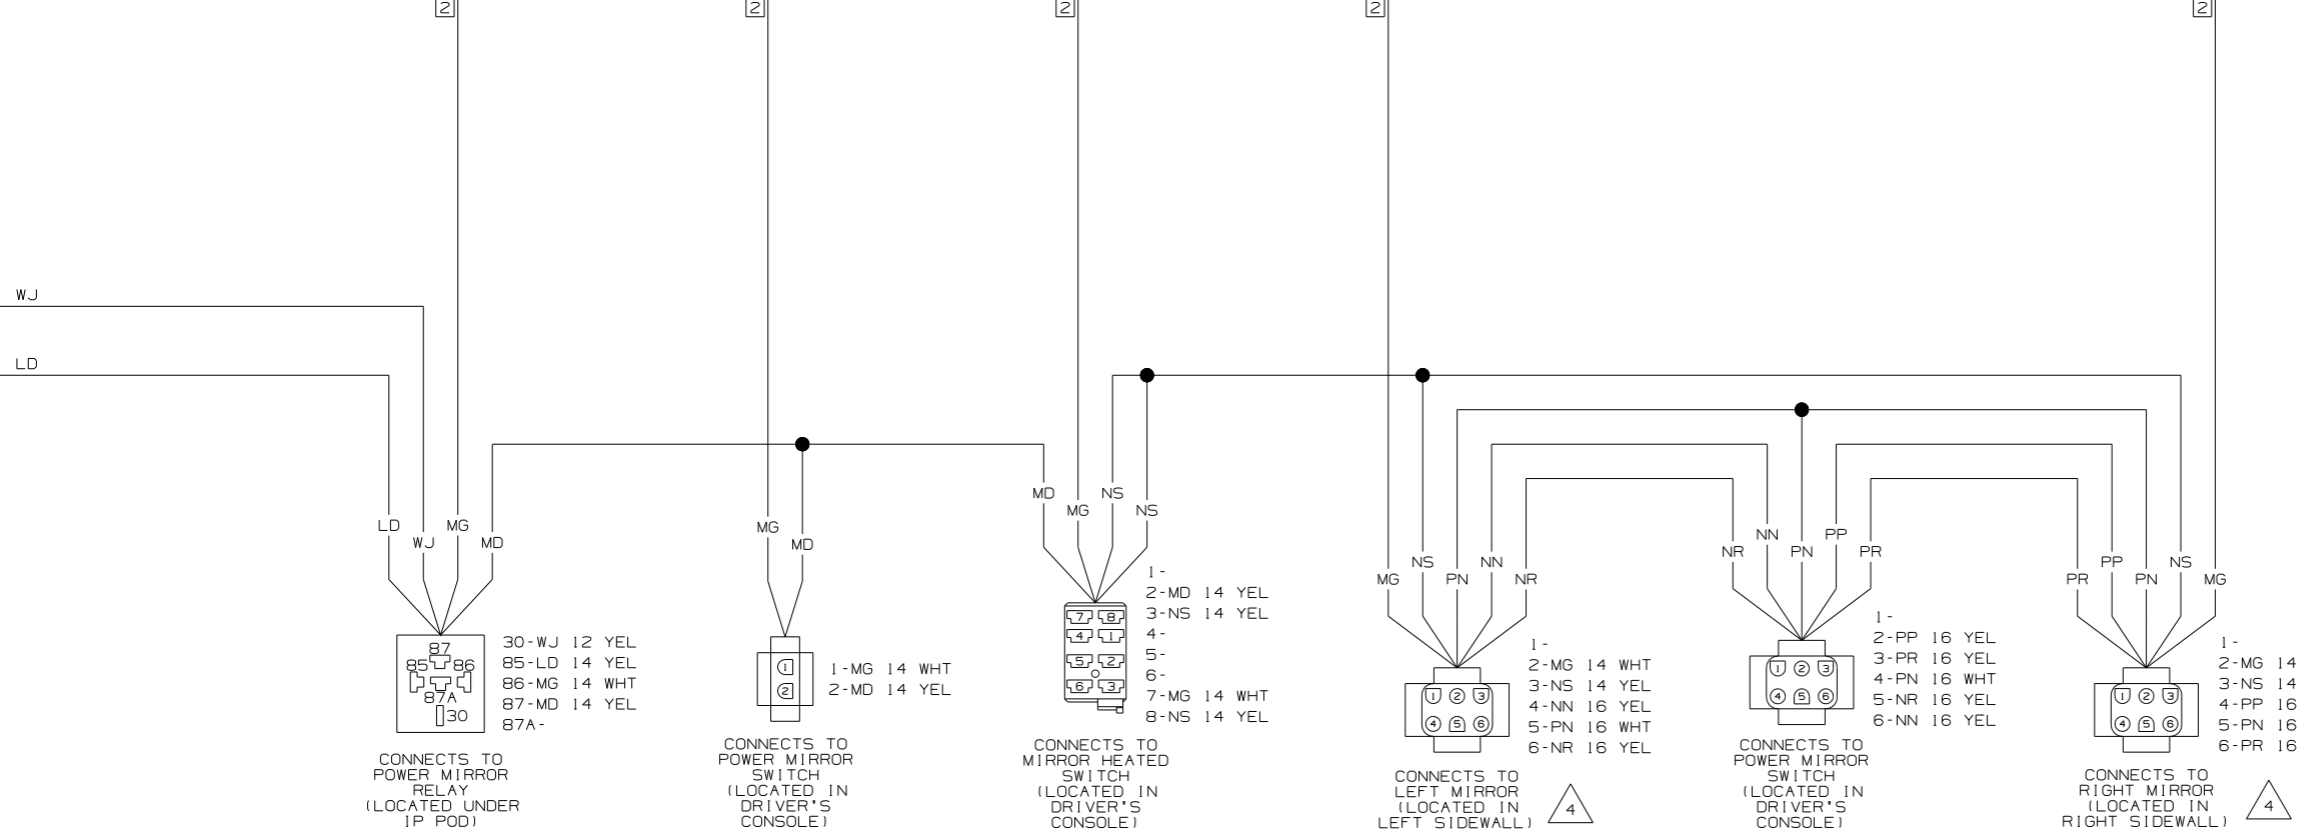 2 2 2 2 2
WJ
LD
MD NS
LD MG MG NS
WJ MD MD
NN PP
NR PN PR
NS NN PP NS
MG PN NR PR PN MG
87
85 86
87A
30
30-WJ 12 YEL
85-LD 14 YEL
86-MG 14 WHT
87-MD 14 YEL
87A-
CONNECTS TO
POWER MIRROR
RELAY
(LOCATED UNDER
IP POD)
1
2
1-MG 14 WHT
2-MD 14 YEL
CONNECTS TO
POWER MIRROR
SWITCH
(LOCATED IN
DRIVER'S
CONSOLE)
7 8
4 1
5 2
6 3
1-
2-MD 14 YEL
3-NS 14 YEL
4-
5-
6-
7-MG 14 WHT
8-NS 14 YEL
CONNECTS TO
MIRROR HEATED
SWITCH
(LOCATED IN
DRIVER'S
CONSOLE)
1 2 3
4 5 6
1-
2-MG 14 WHT
3-NS 14 YEL
4-NN 16 YEL
5-PN 16 WHT
6-NR 16 YEL
CONNECTS TO
LEFT MIRROR
(LOCATED IN
LEFT SIDEWALL)
4
1 2 3
4 5 6
1-
2-PP 16 YEL
3-PR 16 YEL
4-PN 16 WHT
5-NR 16 YEL
6-NN 16 YEL
CONNECTS TO
POWER MIRROR
SWITCH
(LOCATED IN
DRIVER'S
CONSOLE)
1 2 3
4 5 6
1-
2-MG 14
3-NS 14
4-PP 16
5-PN 16
6-PR 16
CONNECTS TO
RIGHT MIRROR
(LOCATED IN
RIGHT SIDEWALL)
4